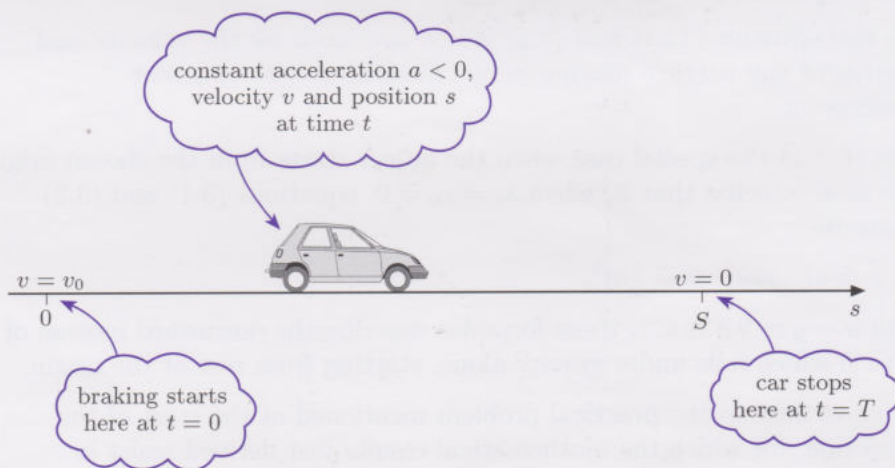 constant acceleration a < 0,
velocity v and position s
at time t
v = v₀
v = 0
0
S
s
braking starts
here at t = 0
car stops
here at t = T